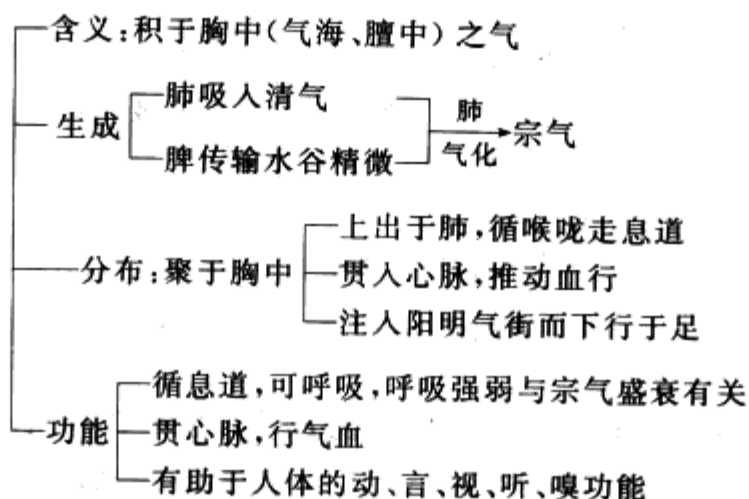 含义:积于胸中(气海、膻中)之气
生成
肺吸入清气
脾传输水谷精微
肺
气化
宗气
分布:聚于胸中
上出于肺,循喉咙走息道
贯入心脉,推动血行
注入阳明气街而下行于足
功能
循息道,可呼吸,呼吸强弱与宗气盛衰有关
贯心脉,行气血
有助于人体的动、言、视、听、嗅功能